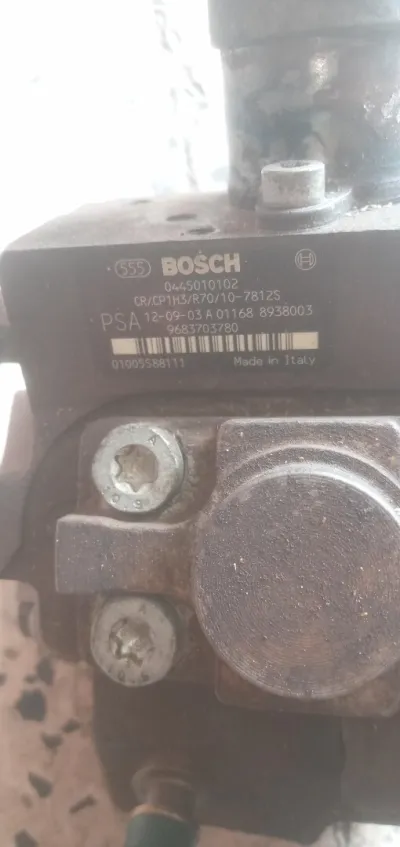 555 BOSCH
0445010102
CR/CP1H3/R70/10-7812S
PSA 12-09-03 A 01168 8938003
9683703780
01005588111 Made in Italy
A
A